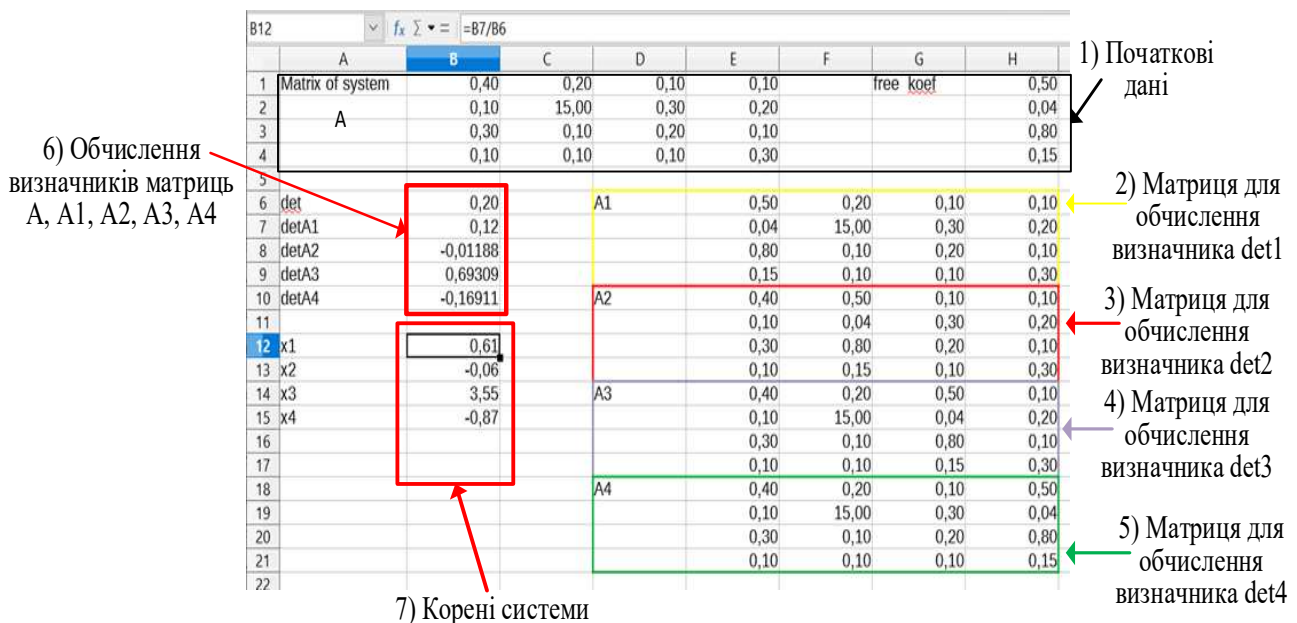 B12 fx Σ = =B7/B6
A B C D E F G H
1 Matrix of system 0,40 0,20 0,10 0,10 free koef 0,50
2 0,10 15,00 0,30 0,20 0,04
A
3 0,30 0,10 0,20 0,10 0,80
4 0,10 0,10 0,10 0,30 0,15
5
6 det 0,20 A1 0,50 0,20 0,10 0,10
7 detA1 0,12 0,04 15,00 0,30 0,20
8 detA2 -0,01188 0,80 0,10 0,20 0,10
9 detA3 0,69309 0,15 0,10 0,10 0,30
10 detA4 -0,16911 A2 0,40 0,50 0,10 0,10
11 0,10 0,04 0,30 0,20
12 x1 0,61 0,30 0,80 0,20 0,10
13 x2 -0,06 0,10 0,15 0,10 0,30
14 x3 3,55 A3 0,40 0,20 0,50 0,10
15 x4 -0,87 0,10 15,00 0,04 0,20
16 0,30 0,10 0,80 0,10
17 0,10 0,10 0,15 0,30
18 A4 0,40 0,20 0,10 0,50
19 0,10 15,00 0,30 0,04
20 0,30 0,10 0,20 0,80
21 0,10 0,10 0,10 0,15
22
1) Початкові
дані
2) Матриця для
обчислення
визначника det1
3) Матриця для
обчислення
визначника det2
4) Матриця для
обчислення
визначника det3
5) Матриця для
обчислення
визначника det4
6) Обчислення
визначників матриць
A, A1, A2, A3, A4
7) Корені системи